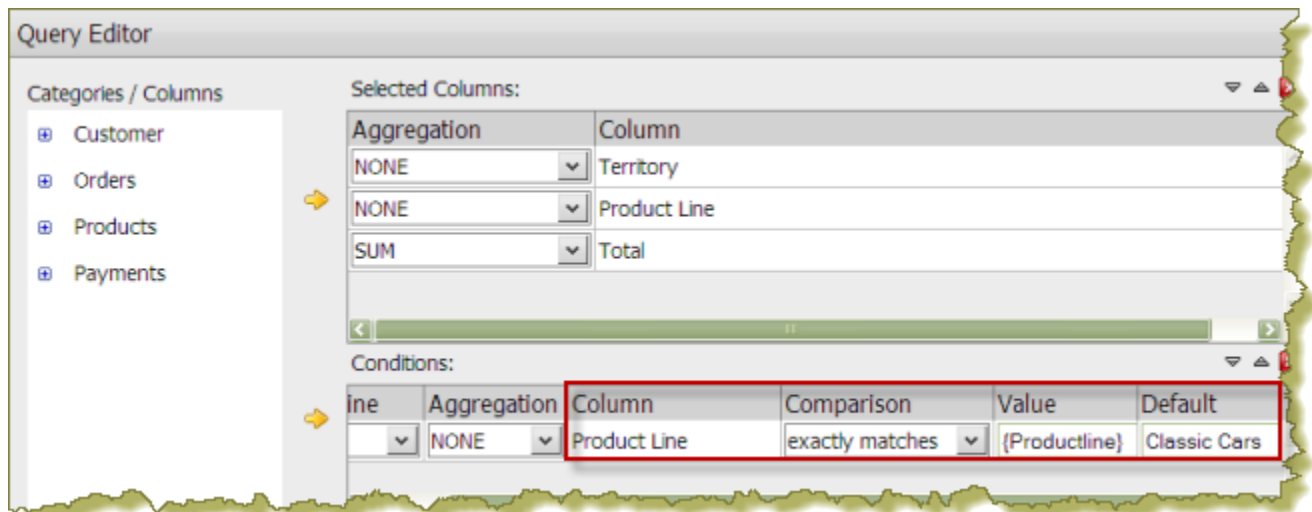 Query Editor
Categories / Columns
Customer
Orders
Products
Payments
Selected Columns:
Aggregation Column
NONE Territory
NONE Product Line
SUM Total
Conditions:
ine Aggregation Column Comparison Value Default
NONE Product Line exactly matches {Productline} Classic Cars